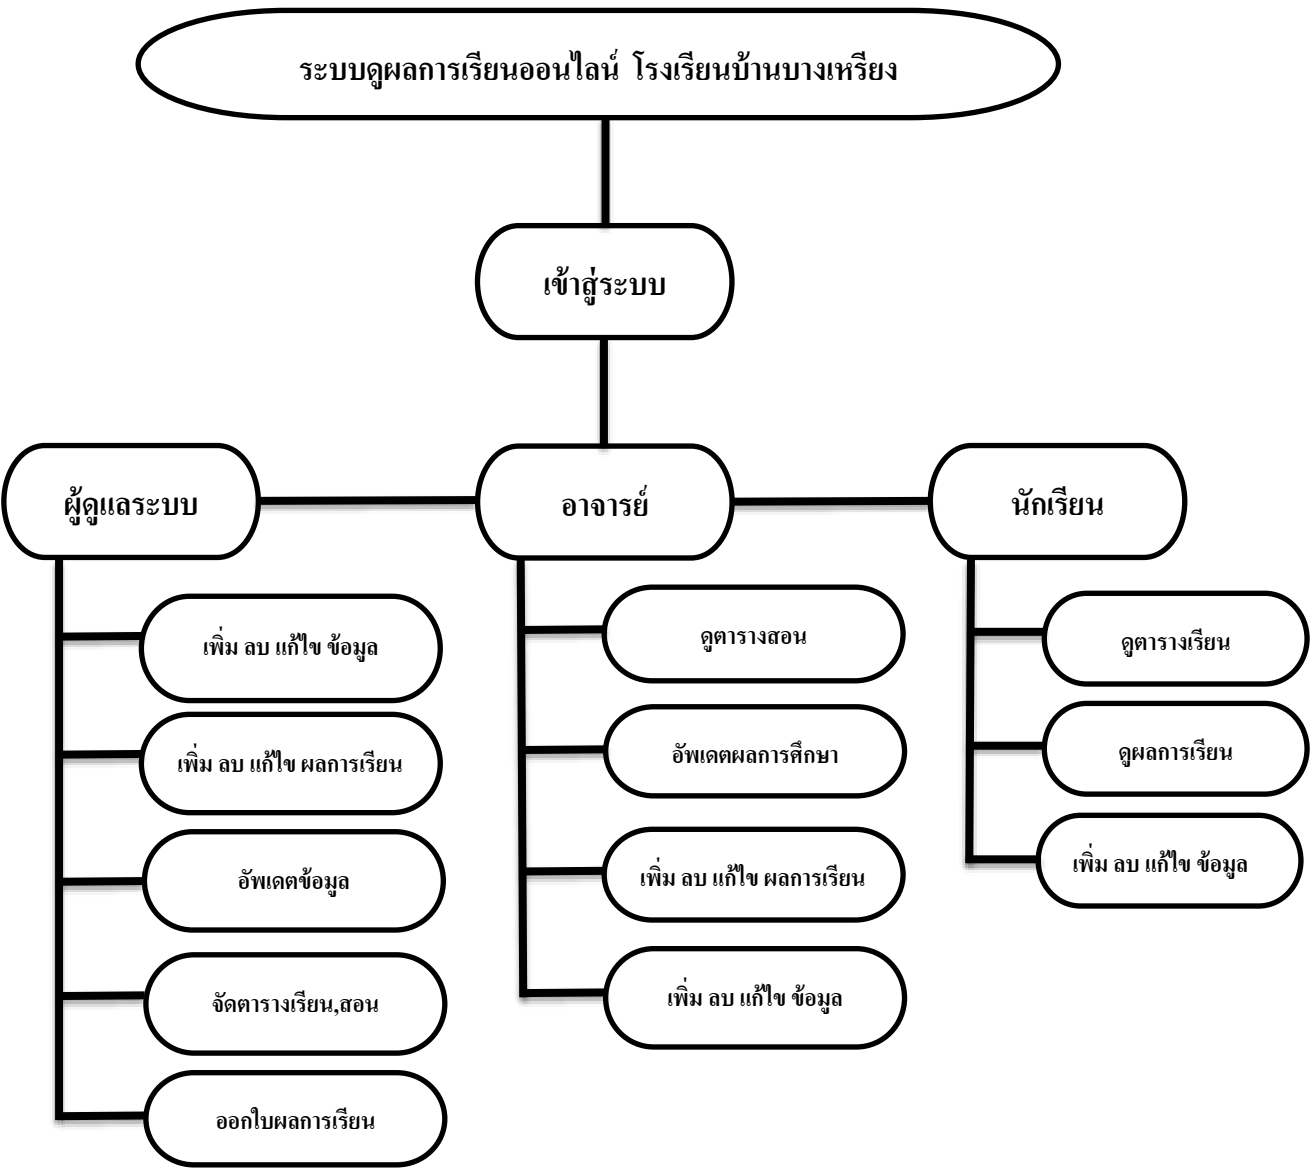 ระบบดูผลการเรียนออนไลน์ โรงเรียนบ้านบางเหรียง
เข้าสู่ระบบ
ผู้ดูแลระบบ
เพิ่ม ลบ แก้ไข ข้อมูล
เพิ่ม ลบ แก้ไข ผลการเรียน
อัพเดตข้อมูล
จัดตารางเรียน,สอน
ออกใบผลการเรียน
อาจารย์
ดูตารางสอน
อัพเดตผลการศึกษา
เพิ่ม ลบ แก้ไข ผลการเรียน
เพิ่ม ลบ แก้ไข ข้อมูล
นักเรียน
ดูตารางเรียน
ดูผลการเรียน
เพิ่ม ลบ แก้ไข ข้อมูล